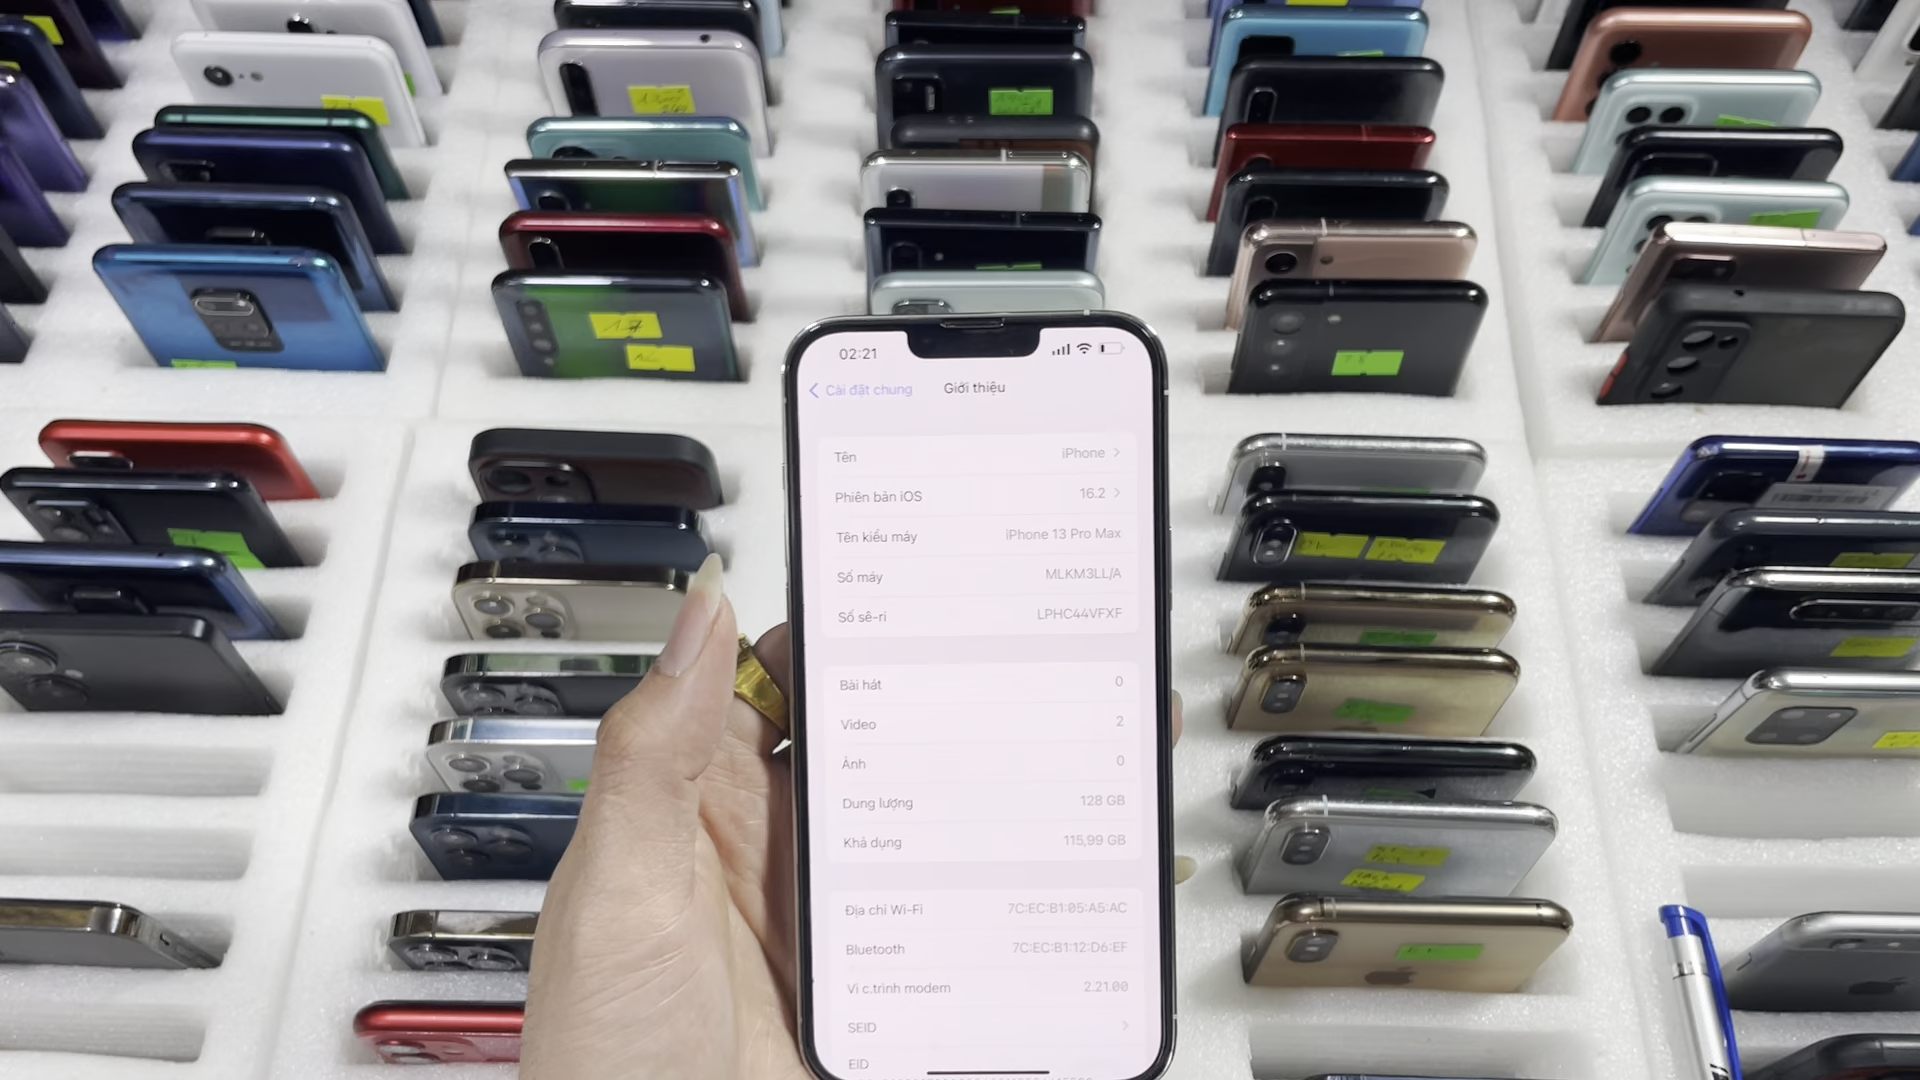 02:21
Cài đặt chung
Giới thiệu
Tên
iPhone
Phiên bản iOS
16.2
Tên kiểu máy
iPhone 13 Pro Max
Số máy
MLKM3LL/A
Số sê-ri
LPHC44VFXF
Bài hát
0
Video
2
Ảnh
0
Dung lượng
128 GB
Khả dụng
115,99 GB
Địa chỉ Wi-Fi
7C:EC:B1:05:A5:AC
Bluetooth
7C:EC:B1:12:D6:EF
Vi c.trình modem
2.21.00
SEID
EID